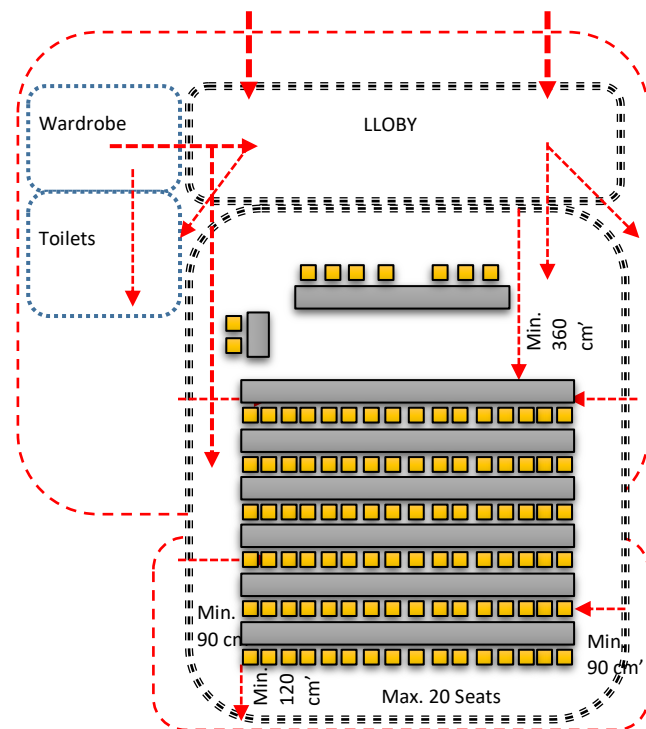 Wardrobe
LLOBY
Toilets
Min.
360
cm’
Min.
90 cm’
Min.
120
cm’
Min.
90 cm’
Max. 20 Seats